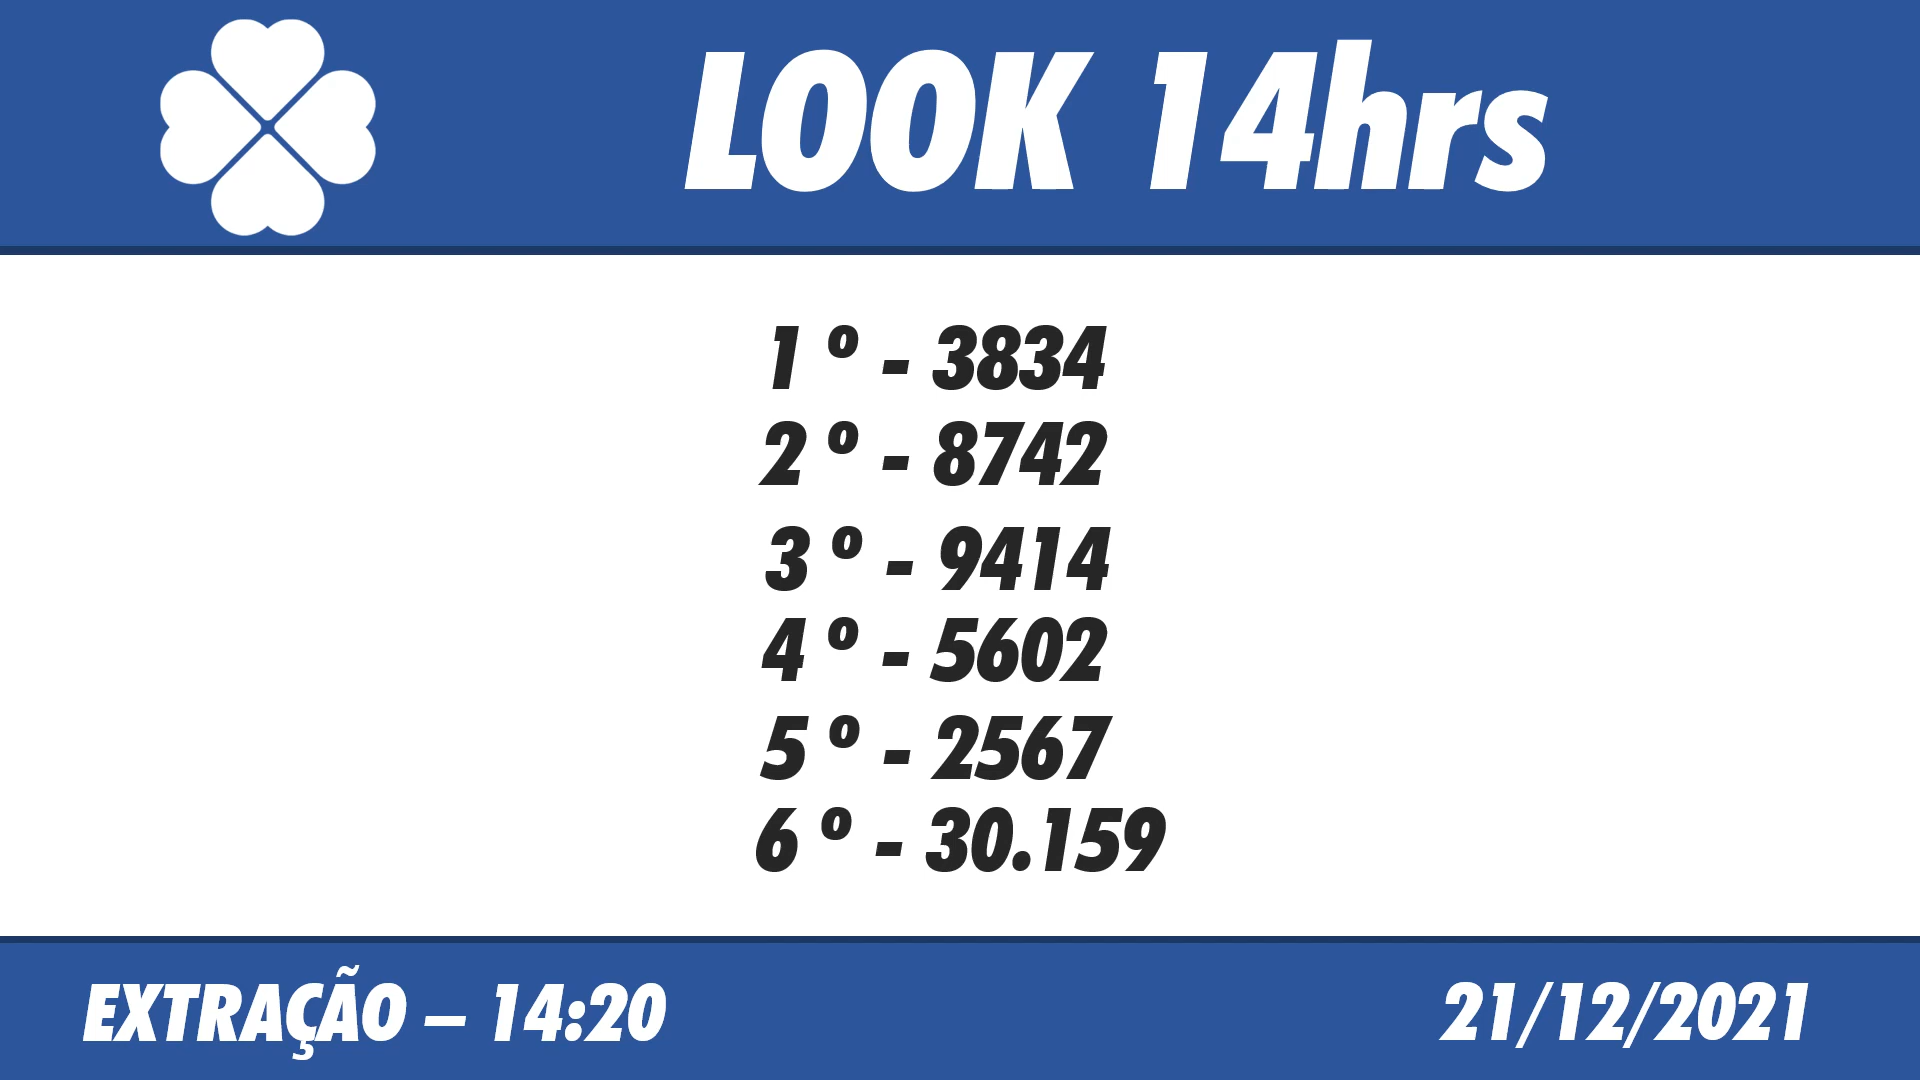 LOOK 14hrs
1 º - 3834
2 º - 8742
3 º - 9414
4 º - 5602
5 º - 2567
6 º - 30.159
EXTRAÇÃO – 14:20
21/12/2021